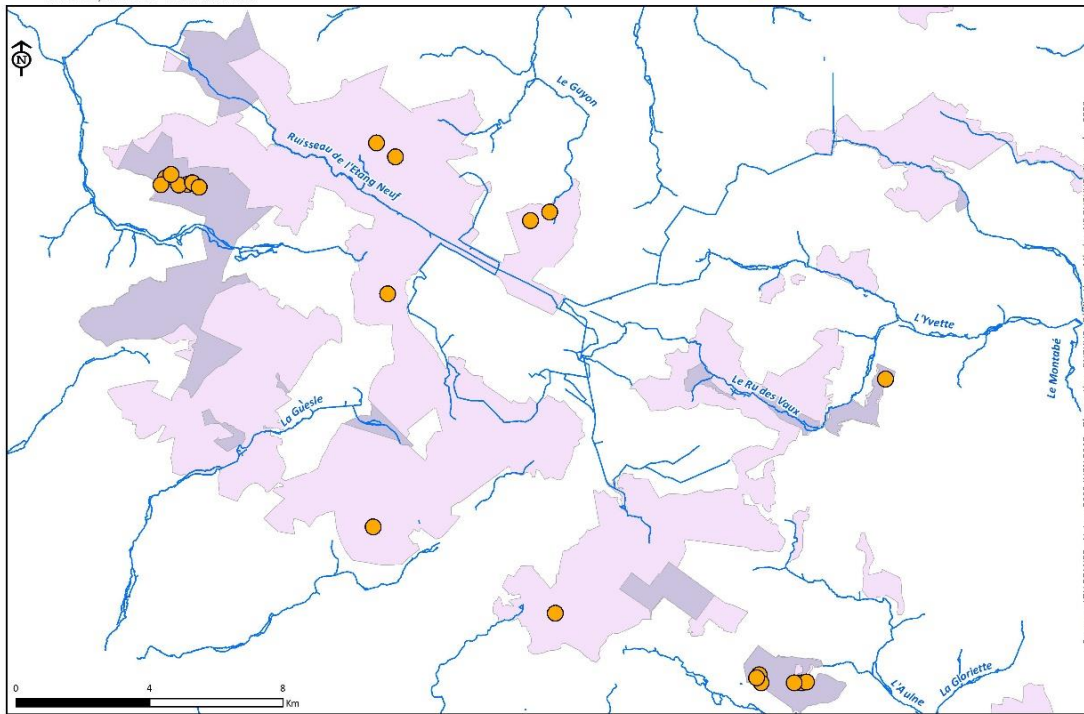 N
Le Guyon
Ruisseau de l'Etang Neuf
L'Yvette
Le Montabé
Le Ru des Vaux
La Guesle
La Gloriette
L'Aulne
0 4 8
Km